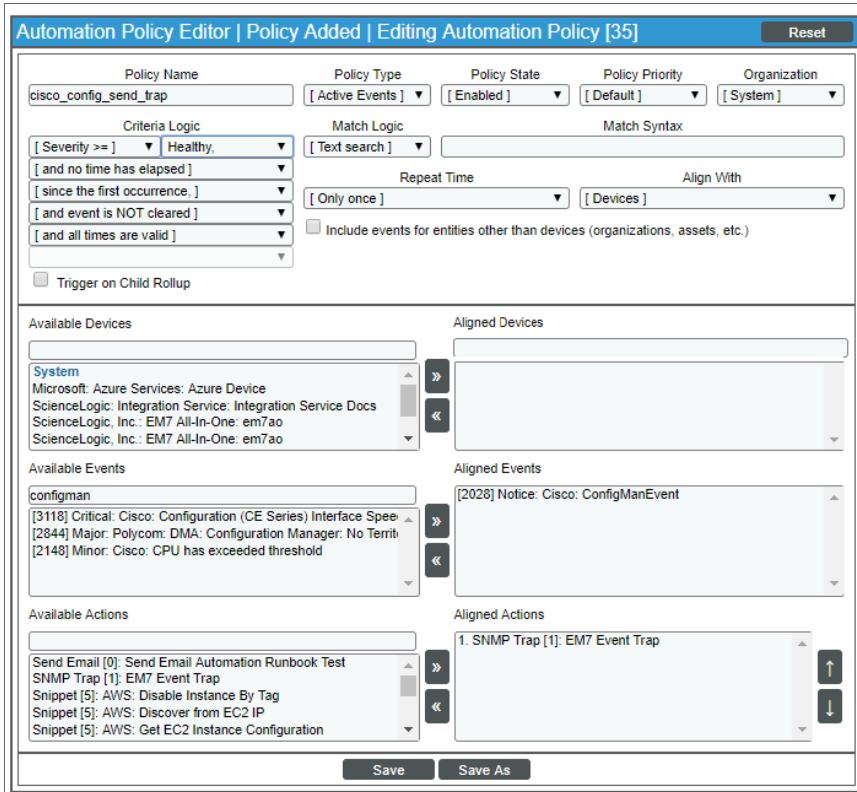 Automation Policy Editor | Policy Added | Editing Automation Policy [35] Reset
Policy Name Policy Type Policy State Policy Priority Organization
cisco_config_send_trap [ Active Events ] [ Enabled ] [ Default ] [ System ]
Criteria Logic Match Logic Match Syntax
[ Severity >= ] Healthy, [ Text search ]
[ and no time has elapsed ]
Repeat Time Align With
[ since the first occurrence, ] [ Only once ] [ Devices ]
[ and event is NOT cleared ]
[ and all times are valid ] Include events for entities other than devices (organizations, assets, etc.)
Trigger on Child Rollup
Available Devices Aligned Devices
System
Microsoft: Azure Services: Azure Device
ScienceLogic: Integration Service: Integration Service Docs
ScienceLogic, Inc.: EM7 All-In-One: em7ao
ScienceLogic, Inc.: EM7 All-In-One: em7ao
» 
«
Available Events Aligned Events
configman
[2028] Notice: Cisco: ConfigManEvent
[3118] Critical: Cisco: Configuration (CE Series) Interface Spee
[2844] Major: Polycom: DMA: Configuration Manager: No Territ
[2148] Minor: Cisco: CPU has exceeded threshold
»
«
Available Actions Aligned Actions
1. SNMP Trap [1]: EM7 Event Trap
Send Email [0]: Send Email Automation Runbook Test
SNMP Trap [1]: EM7 Event Trap
Snippet [5]: AWS: Disable Instance By Tag
Snippet [5]: AWS: Discover from EC2 IP
Snippet [5]: AWS: Get EC2 Instance Configuration
»
«
↑
↓
Save Save As